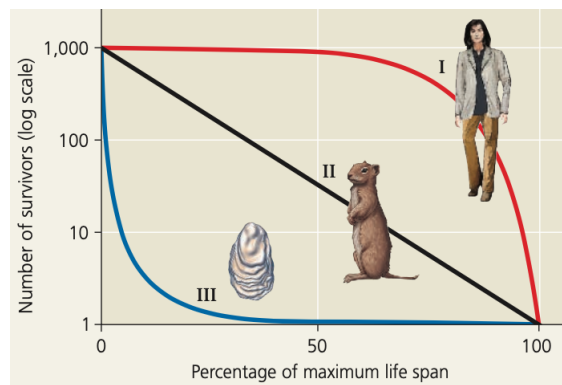 Number of survivors (log scale)
1,000
100
10
1
I
II
III
0
50
100
Percentage of maximum life span